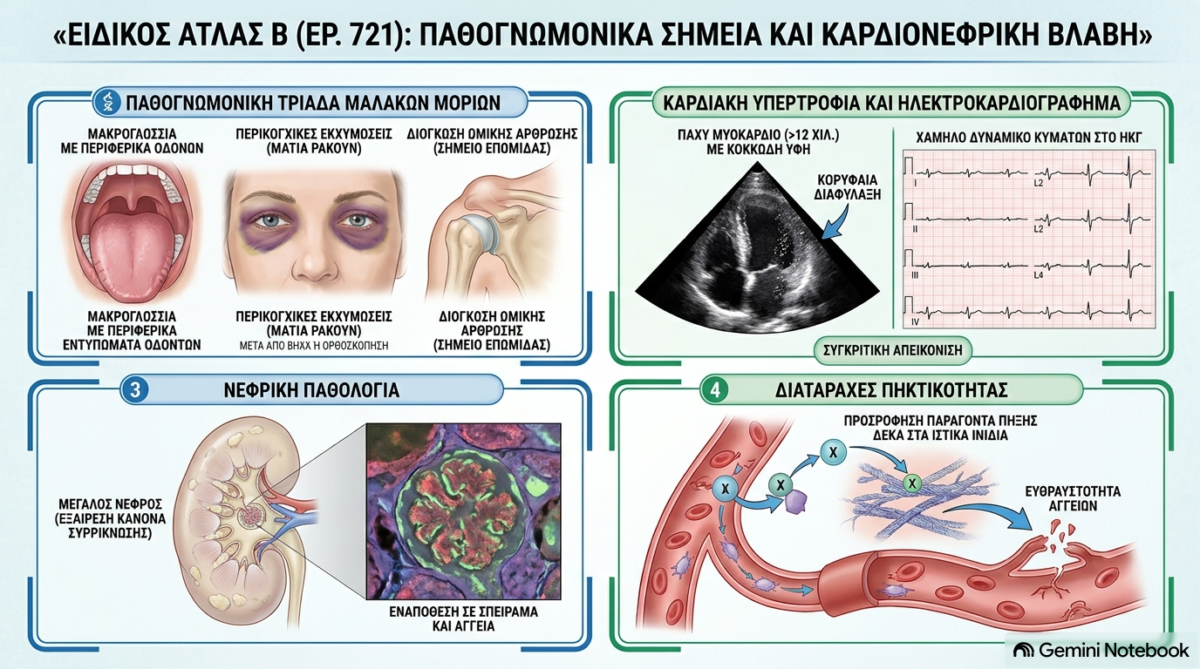 «ΕΙΔΙΚΟΣ ΑΤΛΑΣ Β (EP. 721): ΠΑΘΟΓΝΩΜΟΝΙΚΑ ΣΗΜΕΙΑ ΚΑΙ ΚΑΡΔΙΟΝΕΦΡΙΚΗ ΒΛΑΒΗ»
ΠΑΘΟΓΝΩΜΟΝΙΚΗ ΤΡΙΑΔΑ ΜΑΛΑΚΩΝ ΜΟΡΙΩΝ
ΜΑΚΡΟΓΛΩΣΣΙΑ
ΜΕ ΠΕΡΙΦΕΡΙΚΑ ΟΔΟΝΩΝ
ΠΕΡΙΚΟΓΧΙΚΕΣ ΕΚΧΥΜΩΣΕΙΣ
(ΜΑΤΙΑ ΡΑΚΟΥΝ)
ΔΙΟΓΚΩΣΗ ΩΜΙΚΗΣ ΑΡΘΡΩΣΗΣ
(ΣΗΜΕΙΟ ΕΠΩΜΙΔΑΣ)
ΜΑΚΡΟΓΛΩΣΣΙΑ
ΜΕ ΠΕΡΙΦΕΡΙΚΑ
ΕΝΤΥΠΩΜΑΤΑ ΟΔΟΝΤΩΝ
ΠΕΡΙΚΟΓΧΙΚΕΣ ΕΚΧΥΜΩΣΕΙΣ
(ΜΑΤΙΑ ΡΑΚΟΥΝ)
ΜΕΤΑ ΑΠΟ ΒΗΧΧ Η ΟΡΘΟΖΚΟΠΗΣΗ
ΔΙΟΓΚΩΣΗ ΩΜΙΚΗΣ
ΑΡΘΡΩΣΗΣ
(ΣΗΜΕΙΟ ΕΠΩΜΙΔΑΣ)
ΚΑΡΔΙΑΚΗ ΥΠΕΡΤΡΟΦΙΑ ΚΑΙ ΗΛΕΚΤΡΟΚΑΡΔΙΟΓΡΑΦΗΜΑ
ΠΑΧΥ ΜΥΟΚΑΡΔΙΟ (>12 ΧΙΛ.)
ΜΕ ΚΟΚΚΩΔΗ ΥΦΗ
ΚΟΡΥΦΑΙΑ
ΔΙΑΦΥΛΑΞΗ
ΧΑΜΗΛΟ ΔΥΝΑΜΙΚΟ ΚΥΜΑΤΩΝ ΣΤΟ ΗΚΓ
I
L2
II
L2
III
L4
IV
ΣΥΓΚΡΙΤΙΚΗ ΑΠΕΙΚΟΝΙΣΗ
3
ΝΕΦΡΙΚΗ ΠΑΘΟΛΟΓΙΑ
ΜΕΓΑΛΟΣ ΝΕΦΡΟΣ
(ΕΞΑΙΡΕΣΗ ΚΑΝΟΝΑ
ΣΥΡΡΙΚΝΩΣΗΣ)
ΕΝΑΠΟΘΕΣΗ ΣΕ ΣΠΕΙΡΑΜΑ
ΚΑΙ ΑΓΓΕΙΑ
4
ΔΙΑΤΑΡΑΧΕΣ ΠΗΚΤΙΚΟΤΗΤΑΣ
ΠΡΟΣΡΟΦΗΣΗ ΠΑΡΑΓΟΝΤΑ ΠΗΞΗΣ
ΔΕΚΑ ΣΤΑ ΙΣΤΙΚΑ ΙΝΙΔΙΑ
X
X
X
X
ΕΥΘΡΑΥΣΤΟΤΗΤΑ
ΑΓΓΕΙΩΝ
Gemini Notebook